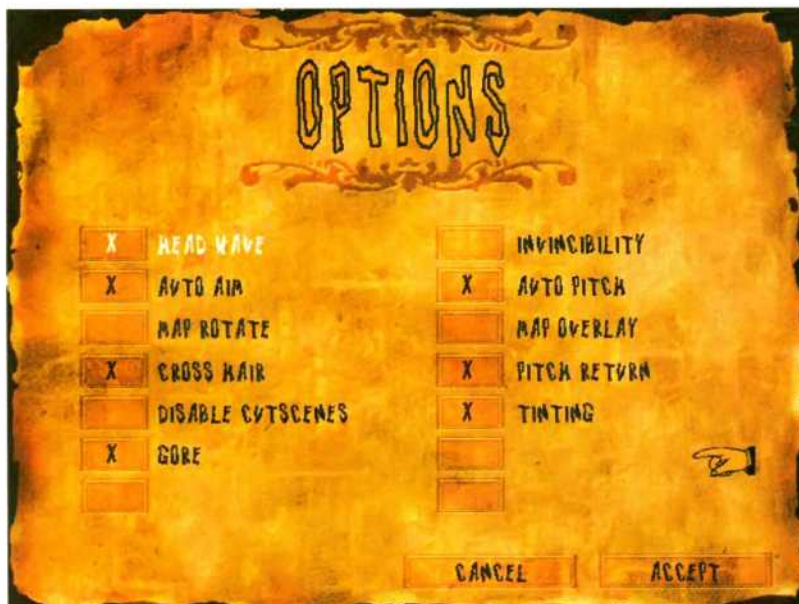 OPTIONS
X HEAD WAVE
INVINCIBILITY
X AUTO AIM
X AUTO PITCH
MAP ROTATE
MAP OVERLAY
X CROSS HAIR
X PITCH RETURN
DISABLE CUTSCENES
X TINTING
X GORE
CANCEL
ACCEPT